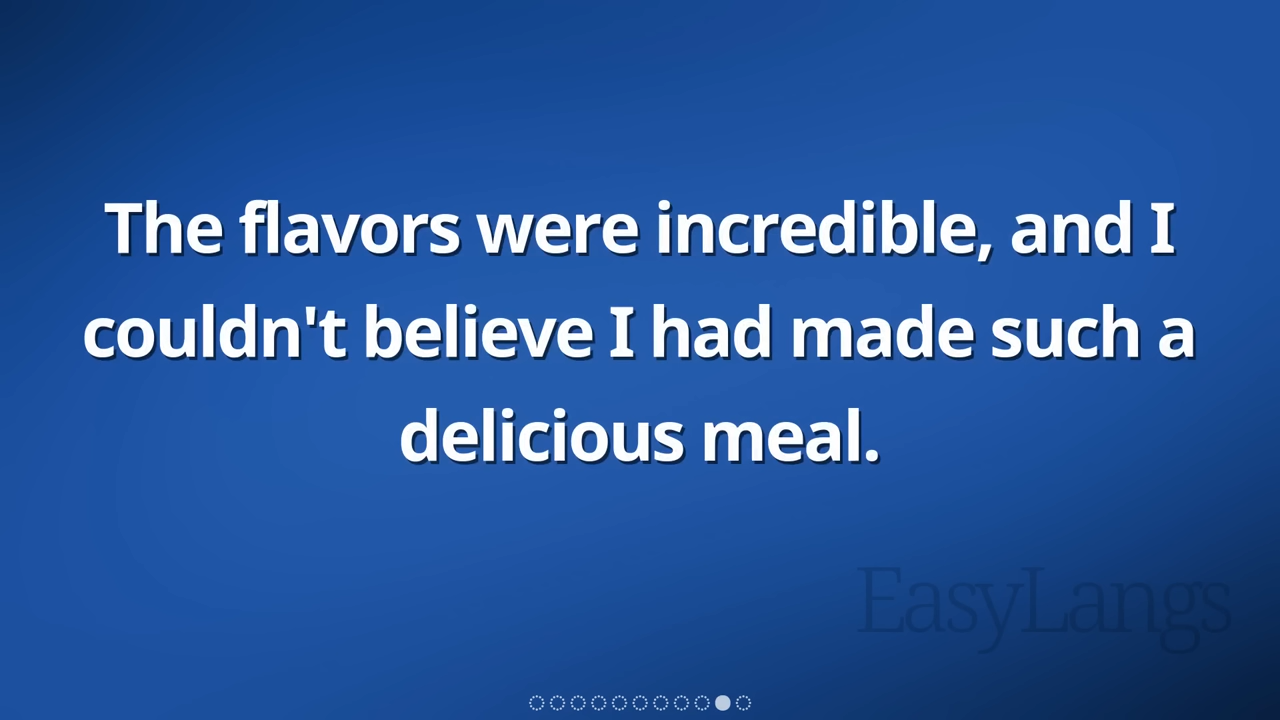 The flavors were incredible, and I
couldn't believe I had made such a
delicious meal.
EasyLangs